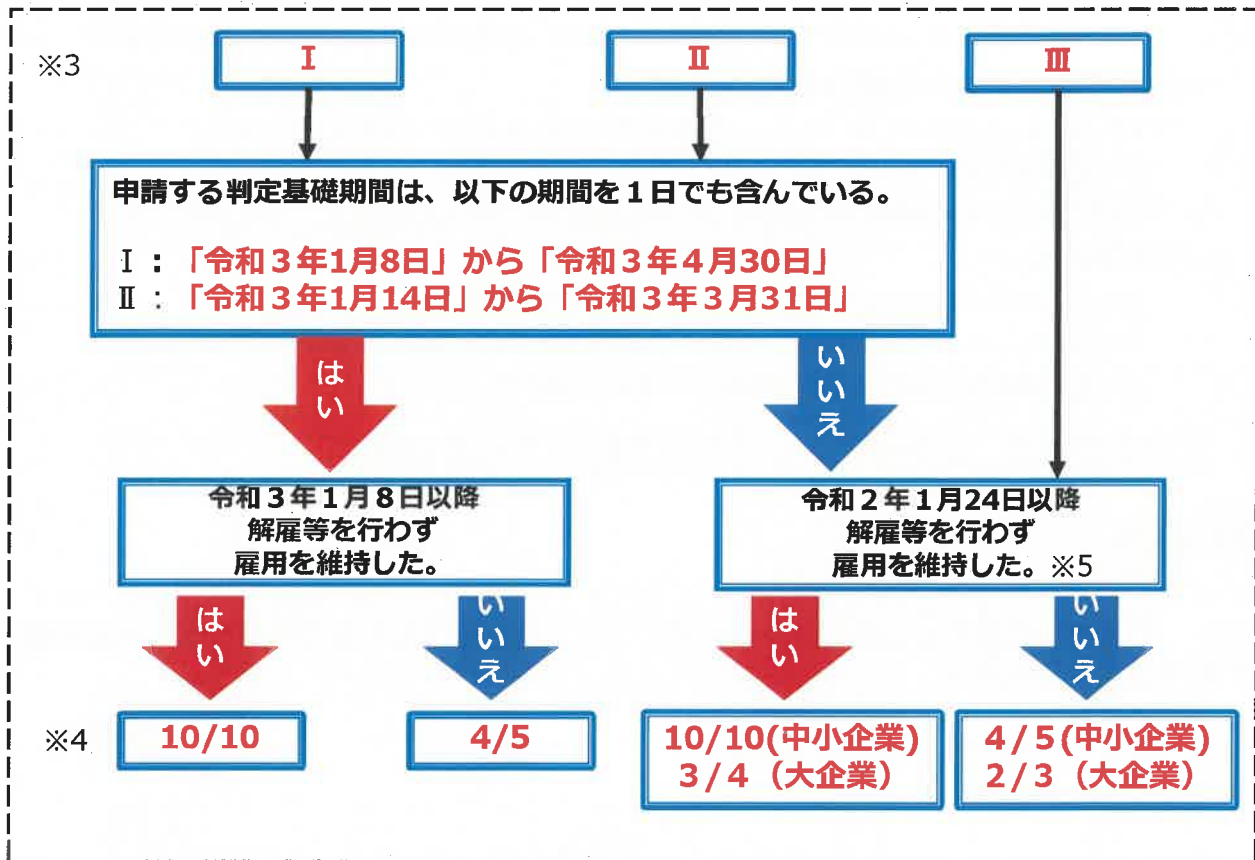 ※3
Ⅰ
Ⅱ
Ⅲ
申請する判定基礎期間は、以下の期間を1日でも含んでいる。
Ⅰ：「令和3年1月8日」から「令和3年4月30日」
Ⅱ：「令和3年1月14日」から「令和3年3月31日」
はい
いいえ
令和3年1月8日以降
解雇等を行わず
雇用を維持した。
令和2年1月24日以降
解雇等を行わず
雇用を維持した。※5
はい
いいえ
はい
いいえ
※4
10/10
4/5
10/10(中小企業)
3/4（大企業）
4/5(中小企業)
2/3（大企業）